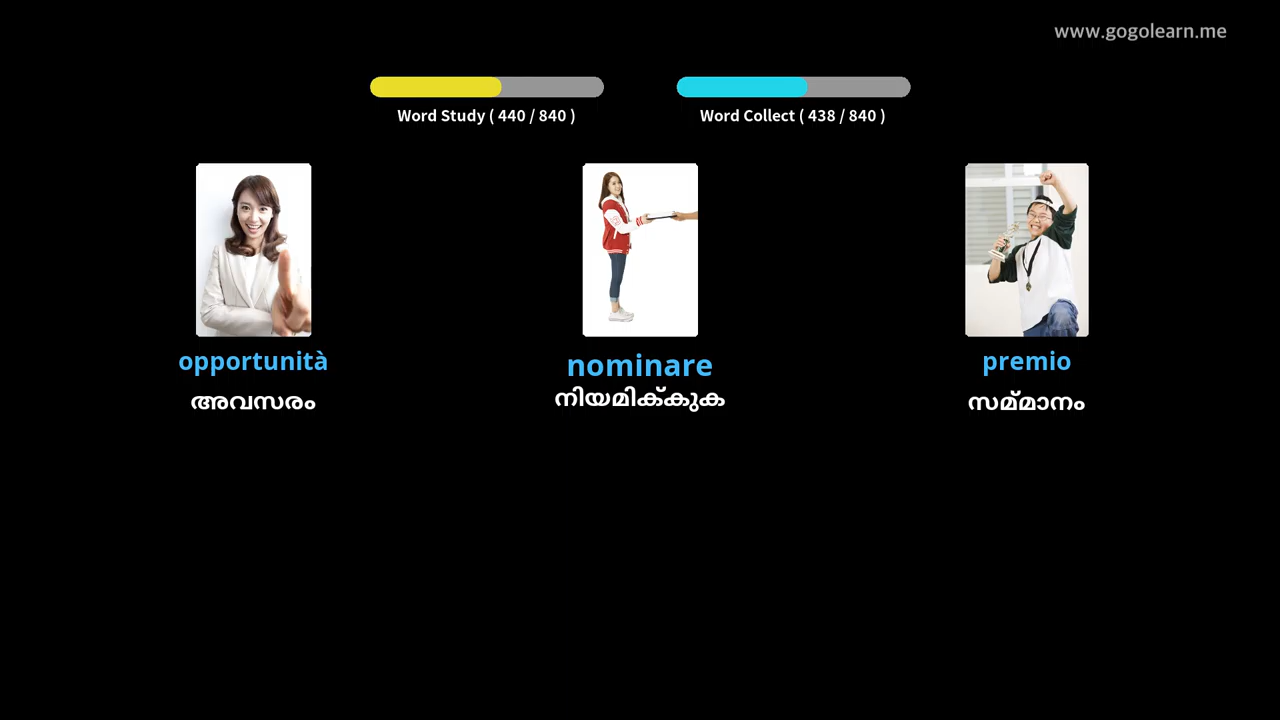 www.gogolearn.me
Word Study ( 440 / 840 )
Word Collect ( 438 / 840 )
opportunità
nominare
premio
അവസരം
നിയമിക്കുക
സമ്മാനം